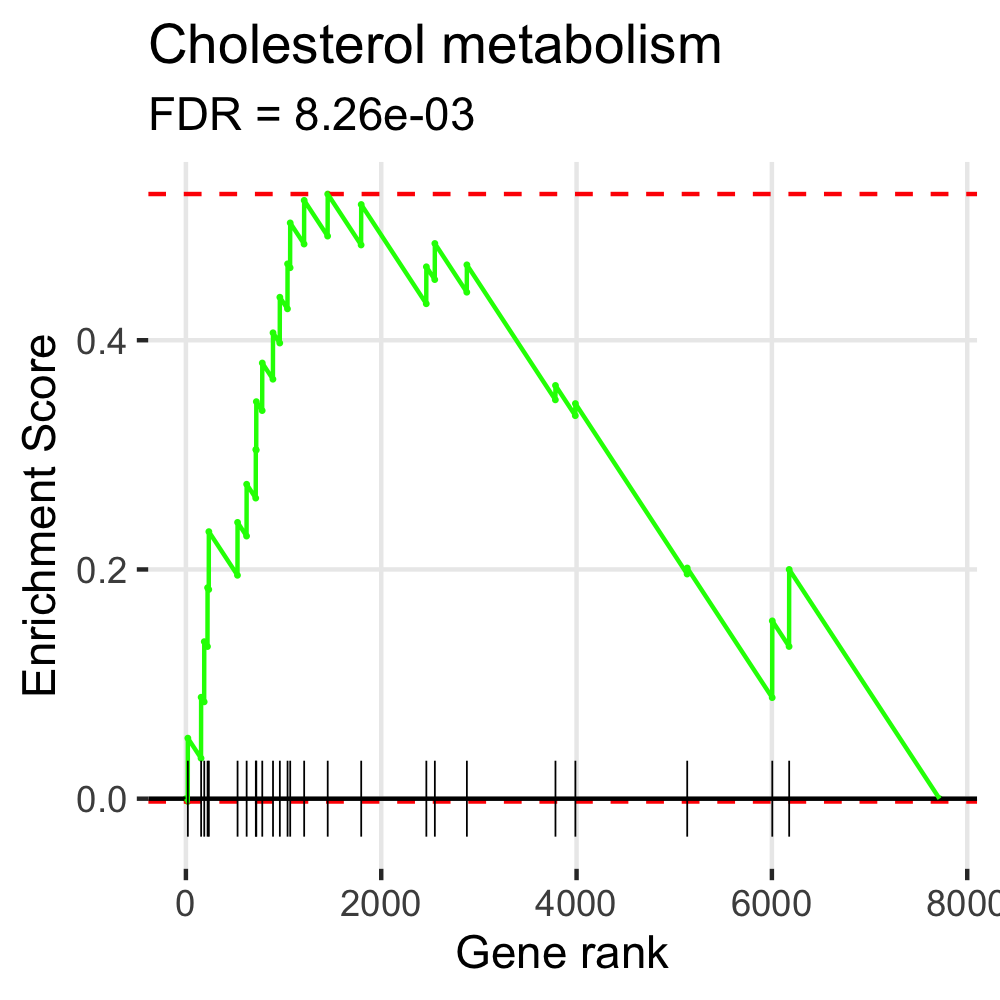 Cholesterol metabolism
FDR = 8.26e-03
Enrichment Score
0.4
0.2
0.0
0 2000 4000 6000 8000
Gene rank